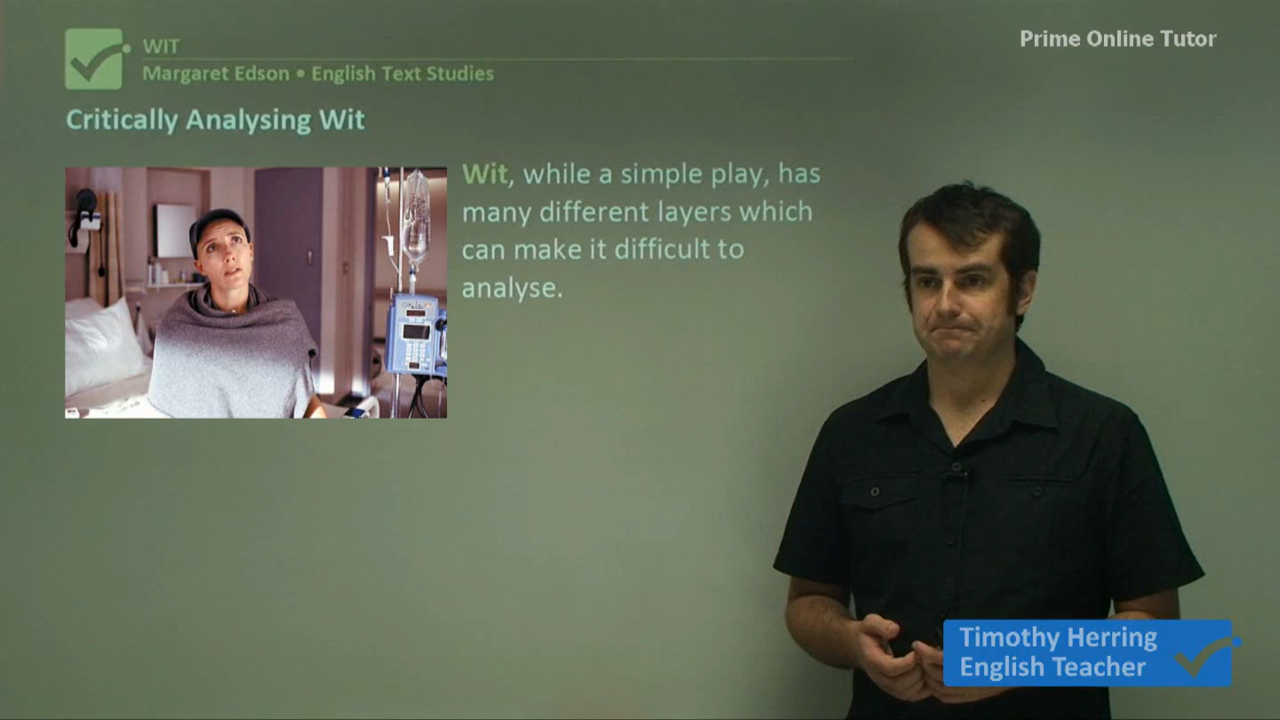 WIT
Margaret Edson • English Text Studies
Prime Online Tutor
Critically Analysing Wit
Wit, while a simple play, has
many different layers which
can make it difficult to
analyse.
Timothy Herring
English Teacher